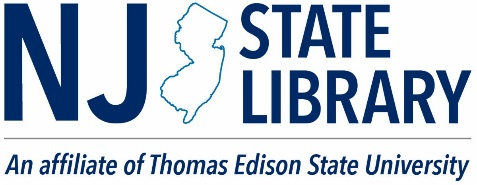 NJ STATE
LIBRARY
An affiliate of Thomas Edison State University